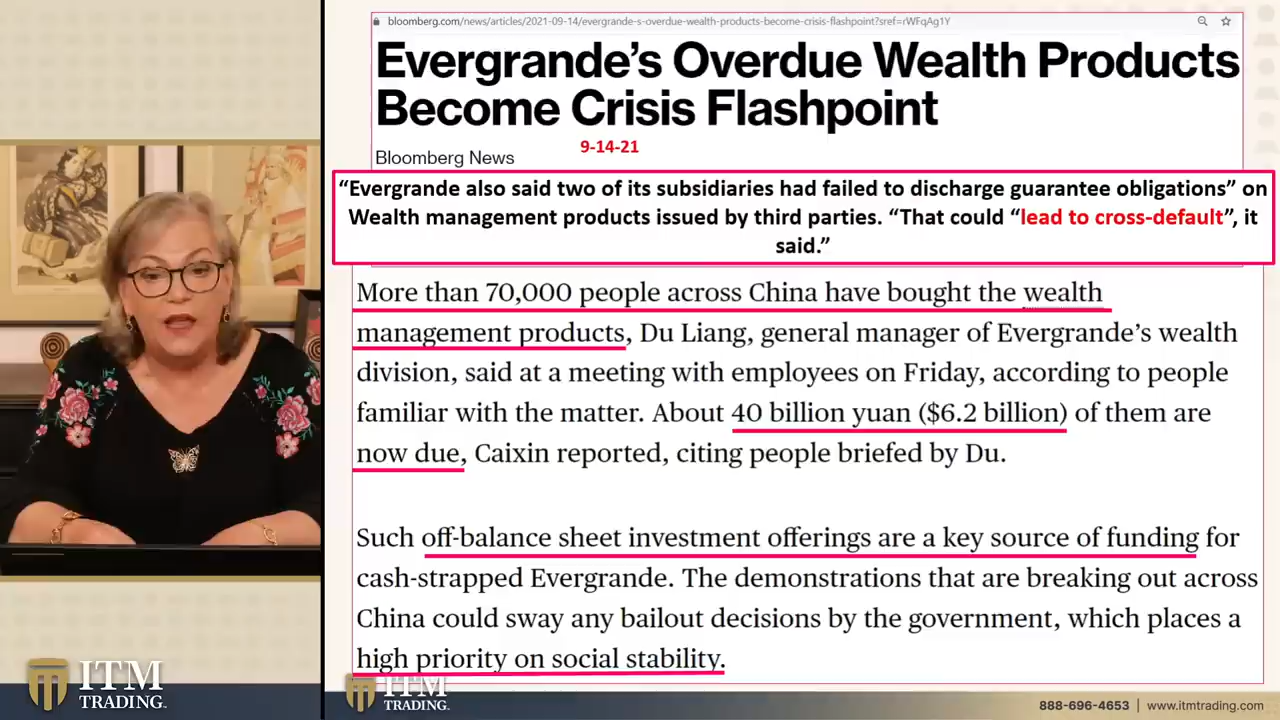 bloomberg.com/news/articles/2021-09-14/evergrande-s-overdue-wealth-products-become-crisis-flashpoint?sref=rWFqAg1Y
Evergrande’s Overdue Wealth Products
Become Crisis Flashpoint
9-14-21
Bloomberg News
“Evergrande also said two of its subsidiaries had failed to discharge guarantee obligations” on
Wealth management products issued by third parties. “That could “lead to cross-default”, it
said.”
More than 70,000 people across China have bought the wealth
management products, Du Liang, general manager of Evergrande’s wealth
division, said at a meeting with employees on Friday, according to people
familiar with the matter. About 40 billion yuan ($6.2 billion) of them are
now due, Caixin reported, citing people briefed by Du.
Such off-balance sheet investment offerings are a key source of funding for
cash-strapped Evergrande. The demonstrations that are breaking out across
China could sway any bailout decisions by the government, which places a
high priority on social stability.
ITM
TRADING
ITM
TRADING
888-696-4653 | www.itmtrading.com